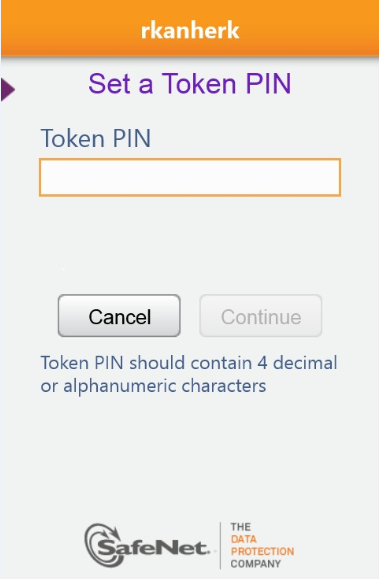 rkanherk
Set a Token PIN
Token PIN
Cancel
Continue
Token PIN should contain 4 decimal
or alphanumeric characters
SafeNet.
THE
DATA
PROTECTION
COMPANY